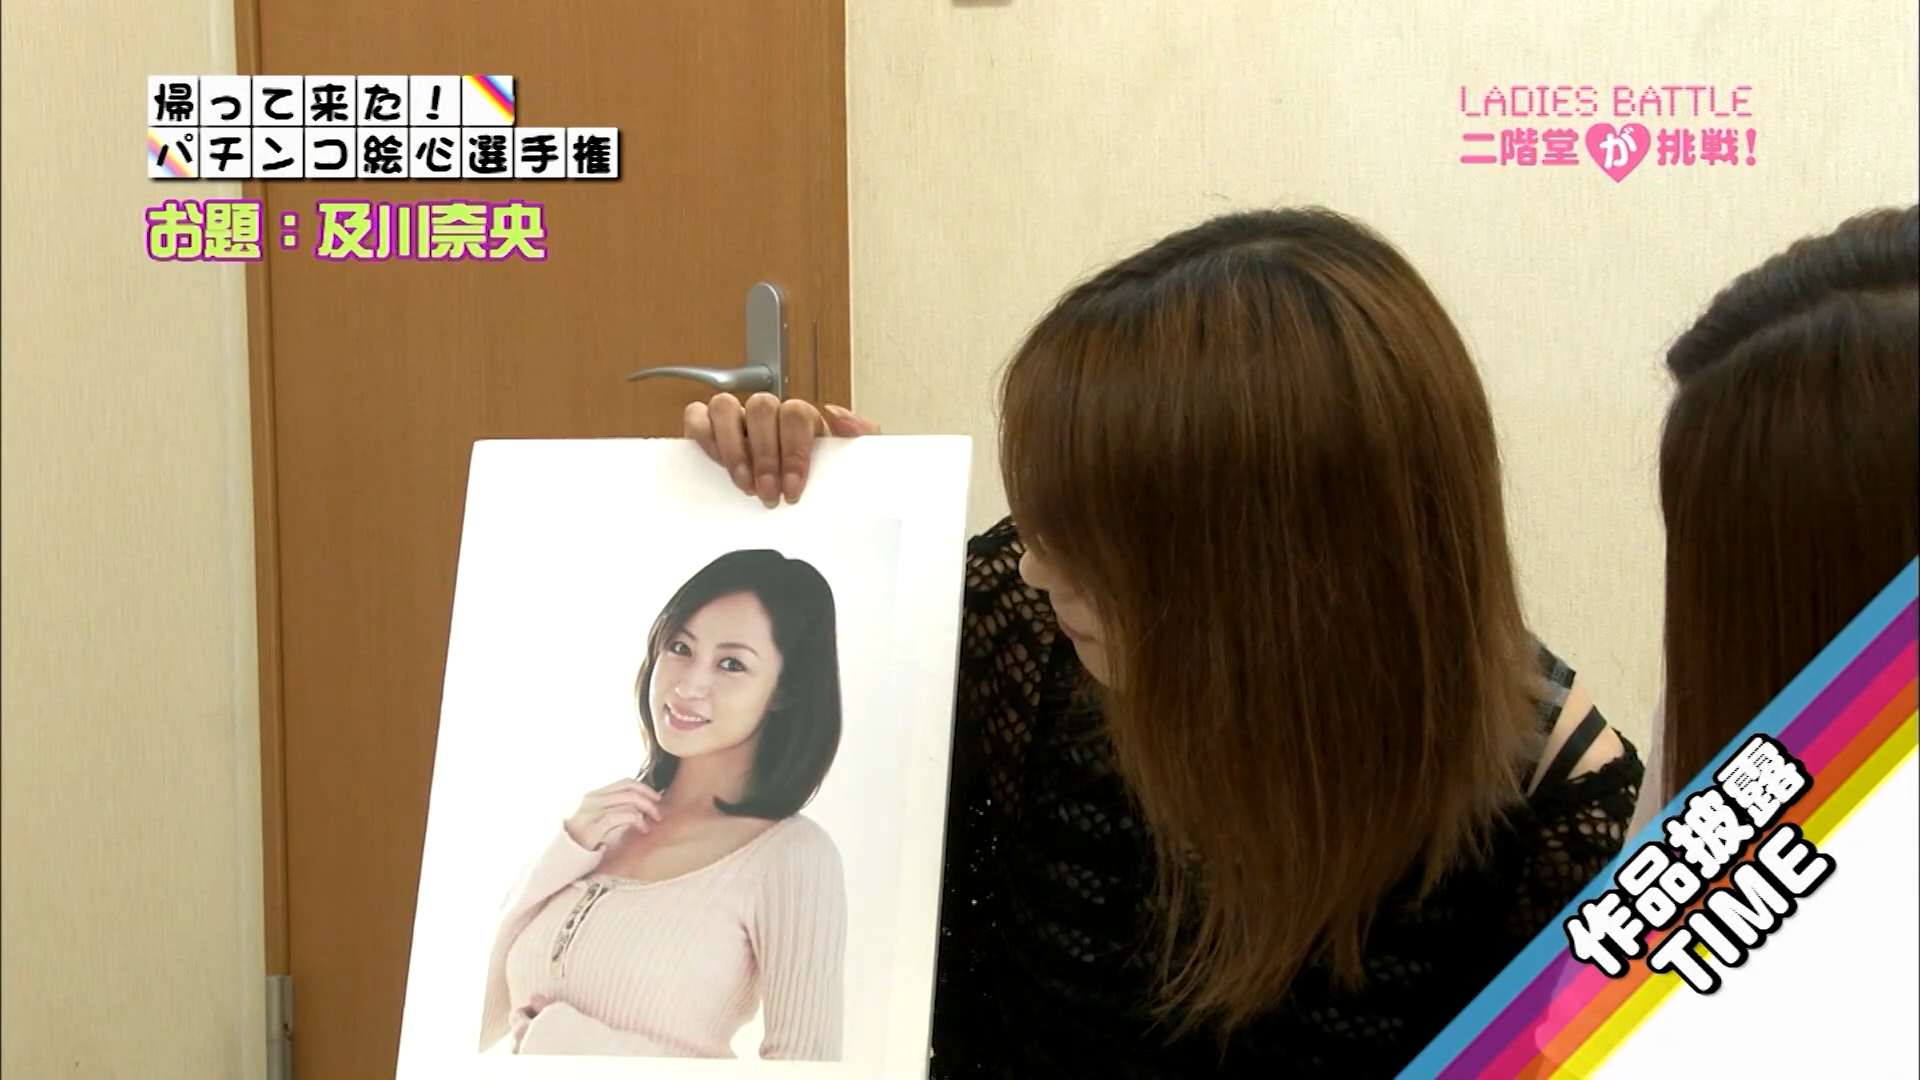 帰って来た！
パチンコ絵心選手権
お題：及川奈央
LADIES BATTLE
二階堂が挑戦！
作品披露
TIME